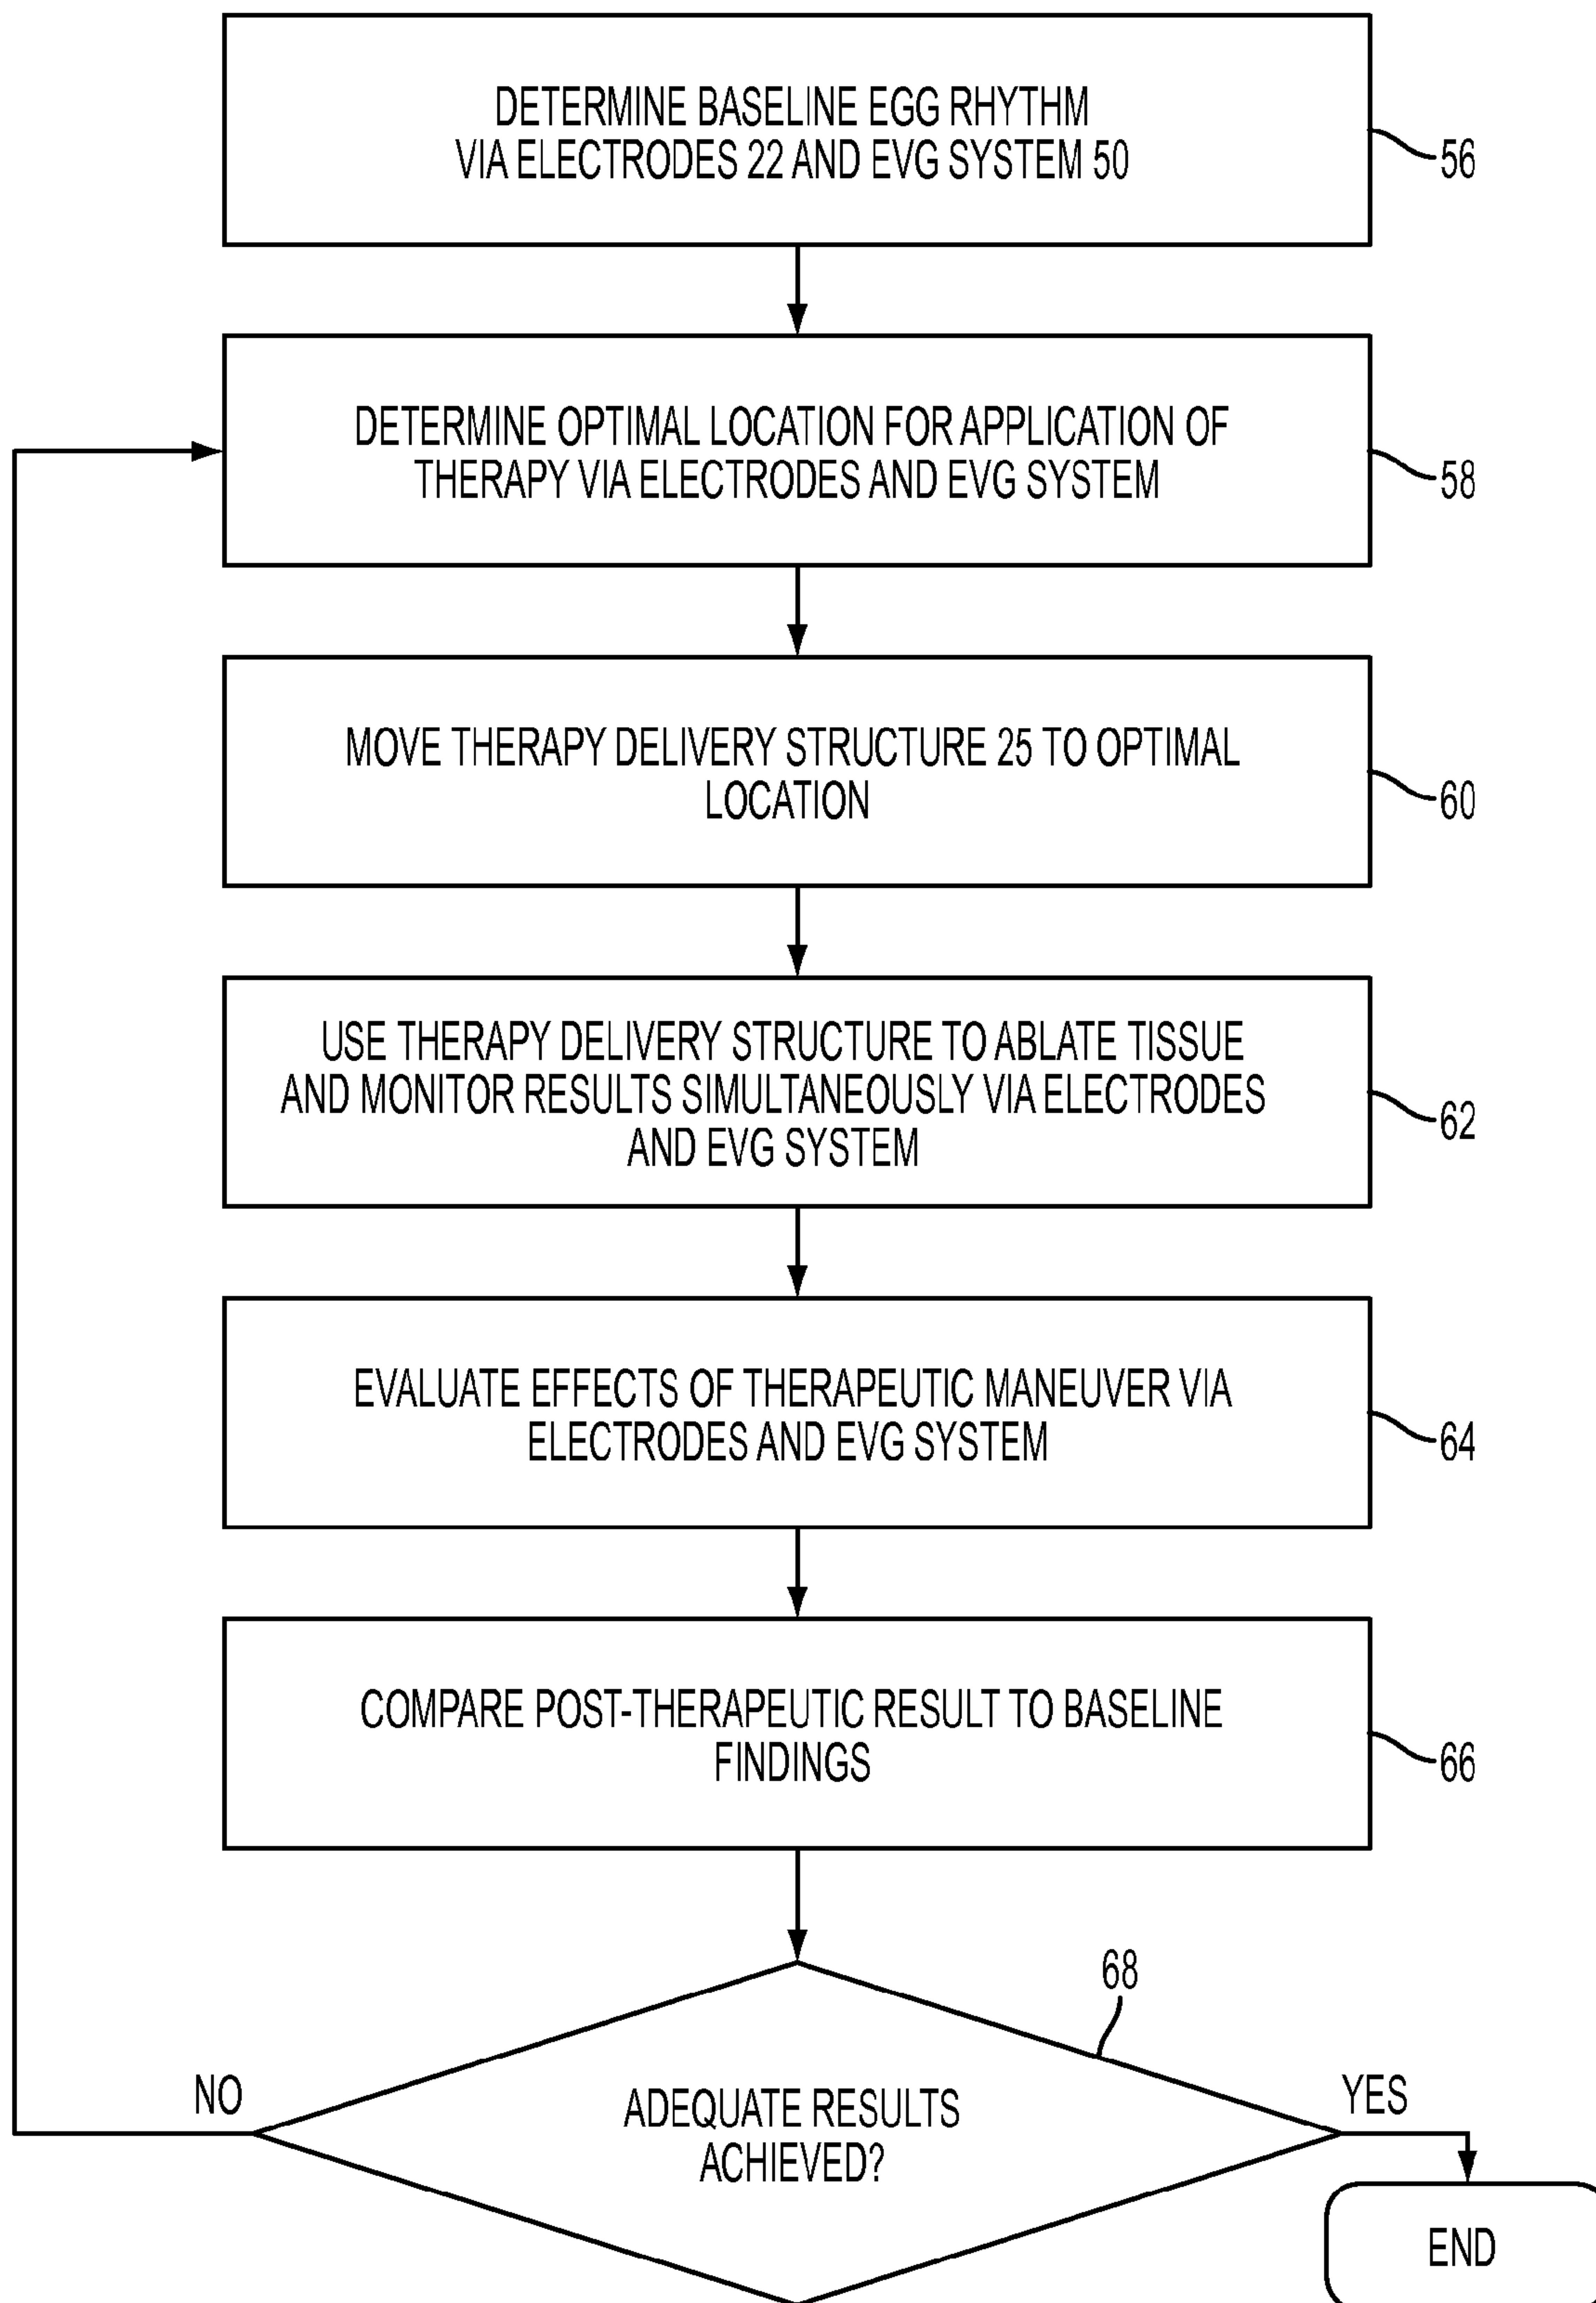 DETERMINE BASELINE EGG RHYTHM
VIA ELECTRODES 22 AND EVG SYSTEM 50
56
DETERMINE OPTIMAL LOCATION FOR APPLICATION OF
THERAPY VIA ELECTRODES AND EVG SYSTEM
58
MOVE THERAPY DELIVERY STRUCTURE 25 TO OPTIMAL
LOCATION
60
USE THERAPY DELIVERY STRUCTURE TO ABLATE TISSUE
AND MONITOR RESULTS SIMULTANEOUSLY VIA ELECTRODES
AND EVG SYSTEM
62
EVALUATE EFFECTS OF THERAPEUTIC MANEUVER VIA
ELECTRODES AND EVG SYSTEM
64
COMPARE POST-THERAPEUTIC RESULT TO BASELINE
FINDINGS
66
68
NO
ADEQUATE RESULTS
ACHIEVED?
YES
END